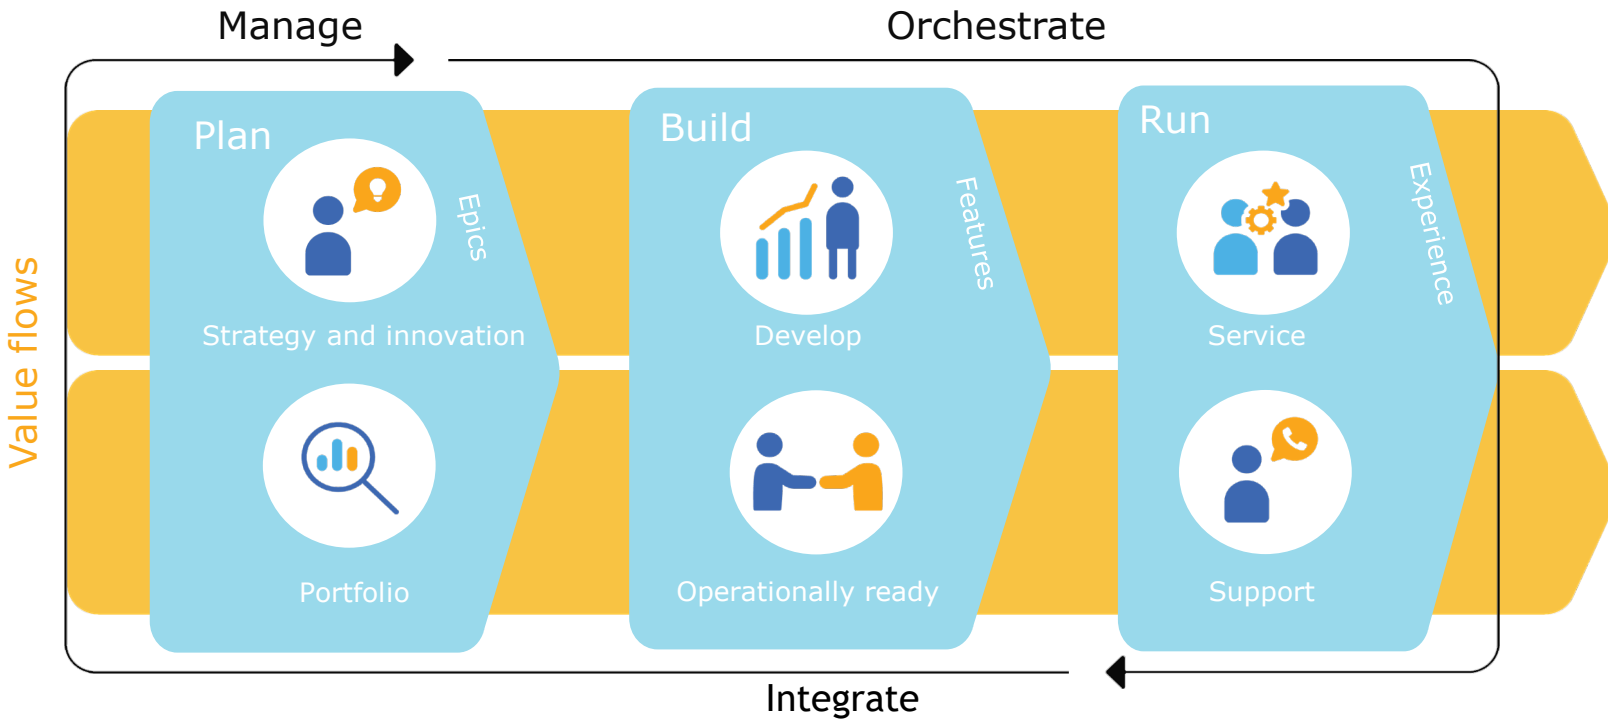 Manage
Orchestrate
Value flows
Plan
Epics
Strategy and innovation
Portfolio
Build
Features
Develop
Operationally ready
Run
Experience
Service
Support
Integrate